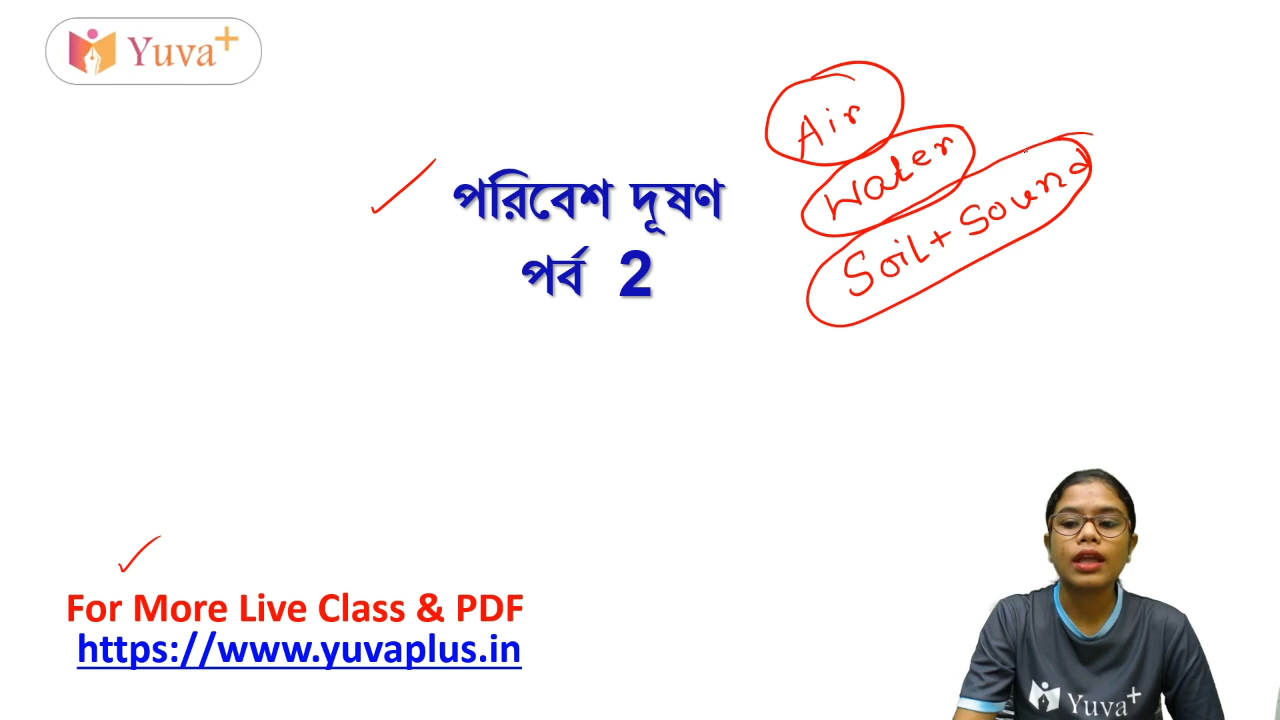 Yuva+
Air
Water
Soil + Sound
পরিবেশ দূষণ
পর্ব 2
For More Live Class & PDF
https://www.yuvaplus.in
Yuva+